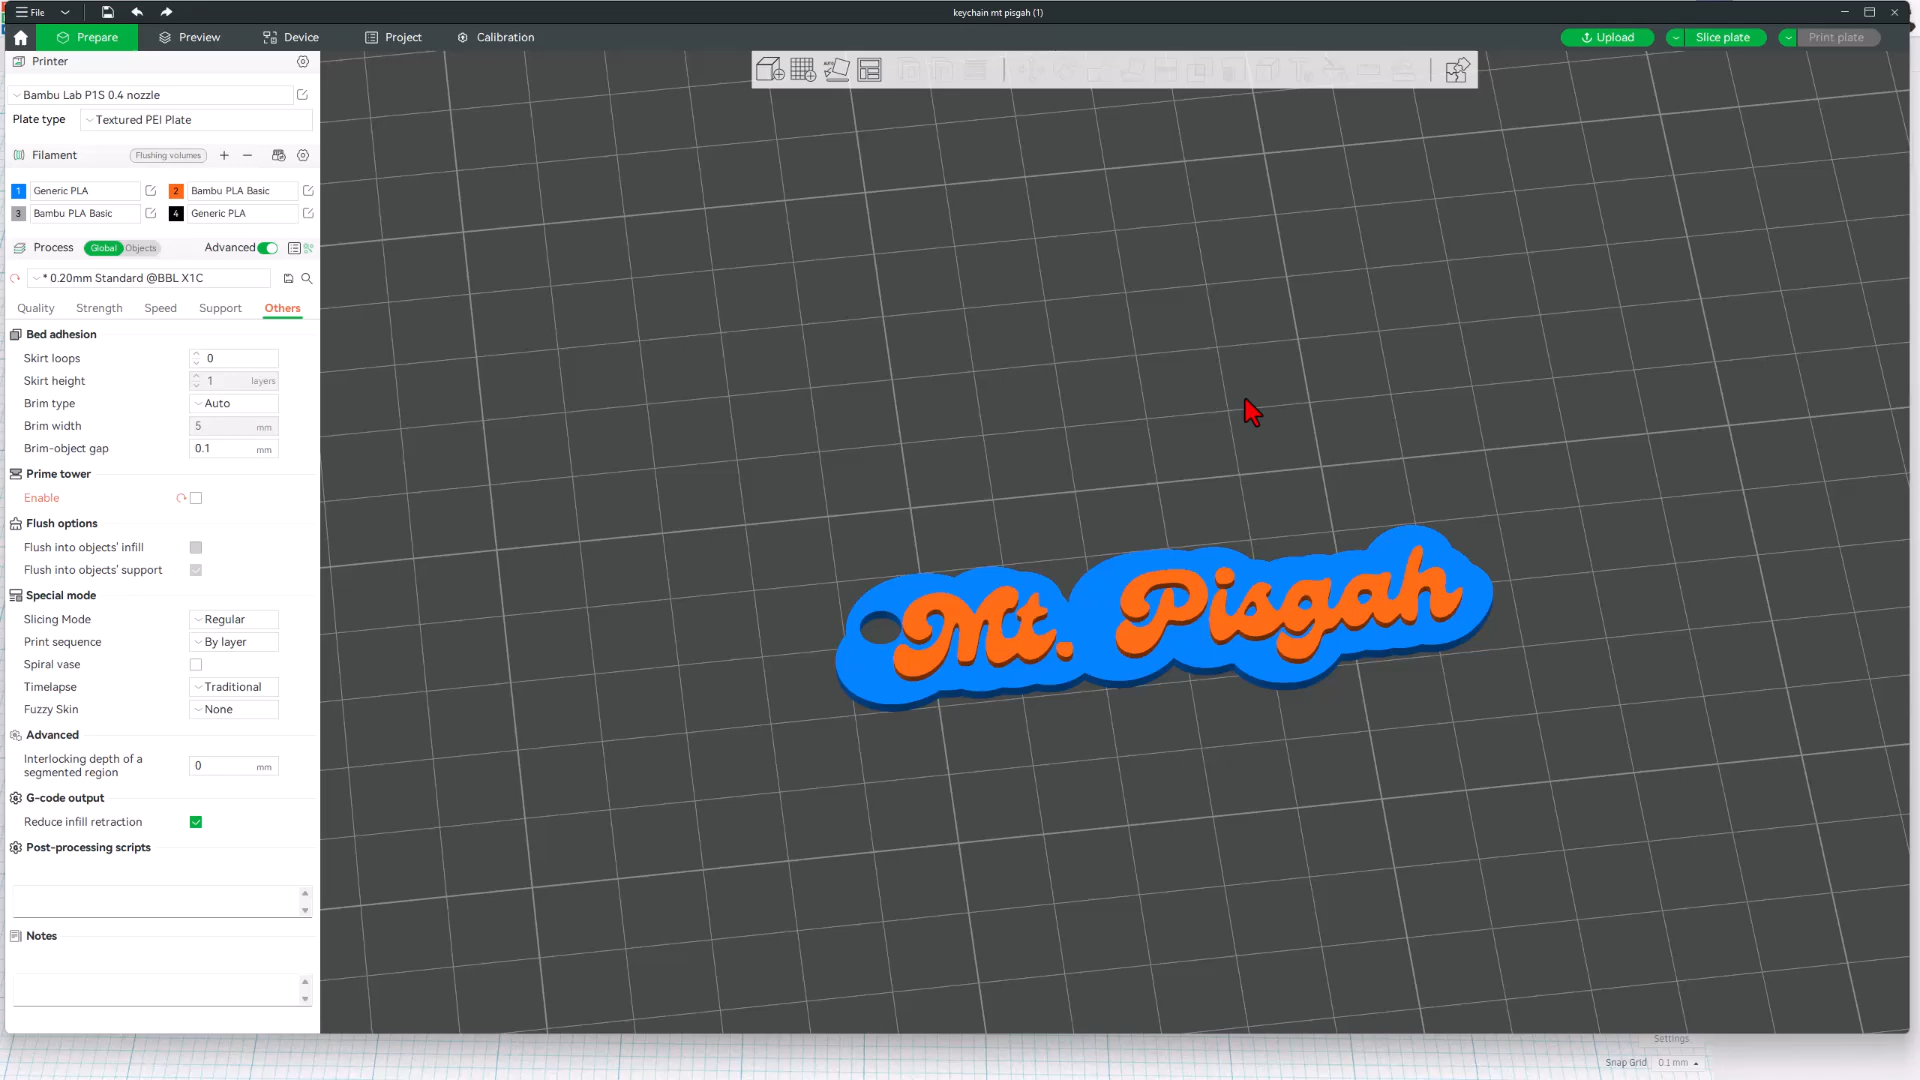 File
keychain mt pisgah (1)
Prepare
Preview
Device
Project
Calibration
Upload
Slice plate
Print plate
Printer
Bambu Lab P1S 0.4 nozzle
Plate type
Textured PEI Plate
Filament
Flushing volumes
1 Generic PLA
2 Bambu PLA Basic
3 Bambu PLA Basic
4 Generic PLA
Process
Global
Objects
Advanced
* 0.20mm Standard @BBL X1C
Quality
Strength
Speed
Support
Others
Bed adhesion
Skirt loops 0
Skirt height 1 layers
Brim type Auto
Brim width 5 mm
Brim-object gap 0.1 mm
Prime tower
Enable
Flush options
Flush into objects' infill
Flush into objects' support
Special mode
Slicing Mode Regular
Print sequence By layer
Spiral vase
Timelapse Traditional
Fuzzy Skin None
Advanced
Interlocking depth of a
segmented region
0 mm
G-code output
Reduce infill retraction
Post-processing scripts
Notes
Mt. Pisgah
Settings
Snap Grid 0.1 mm